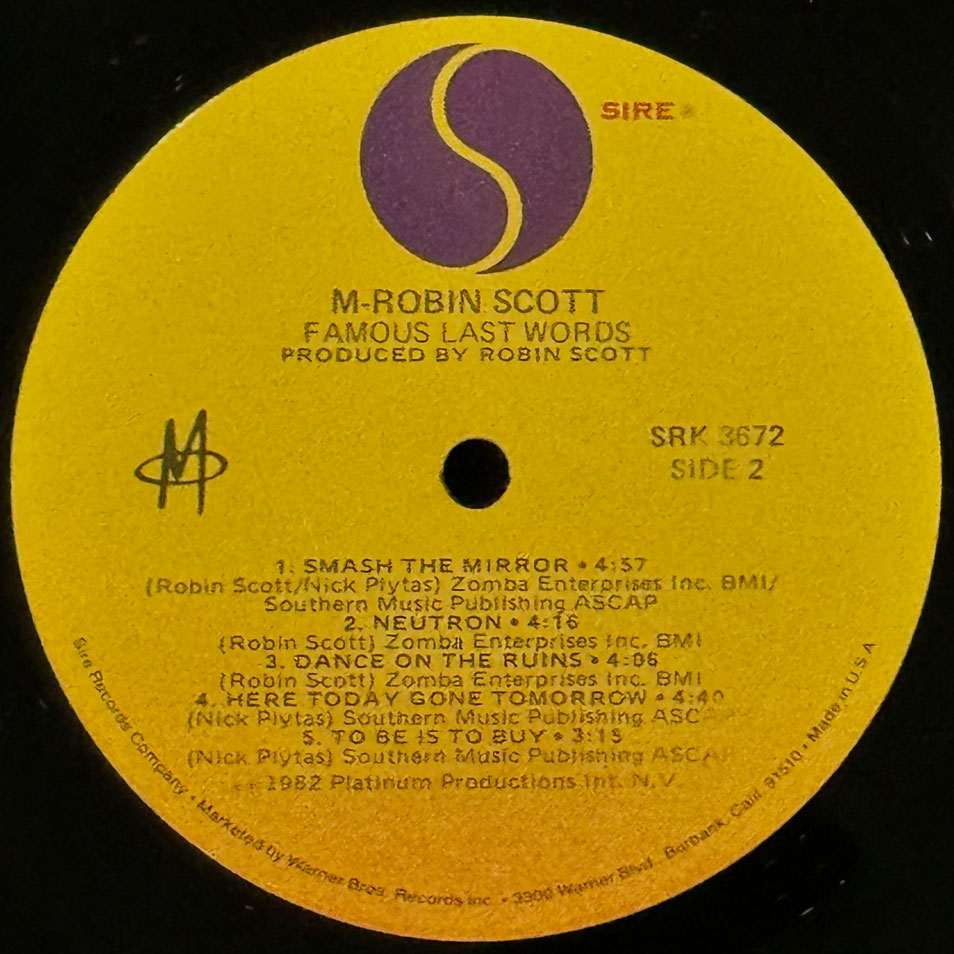 SIRE
M-ROBIN SCOTT
FAMOUS LAST WORDS
PRODUCED BY ROBIN SCOTT
M
SRK 3672
SIDE 2
1. SMASH THE MIRROR • 4:57
(Robin Scott/Nick Plytas) Zomba Enterprises Inc. BMI/
Southern Music Publishing ASCAP
2. NEUTRON • 4:16
(Robin Scott) Zomba Enterprises Inc. BMI
3. DANCE ON THE RUINS • 4:06
(Robin Scott) Zomba Enterprises Inc. BMI
4. HERE TODAY GONE TOMORROW • 4:40
(Nick Plytas) Southern Music Publishing ASC
5. TO BE IS TO BUY • 3:15
(Nick Plytas) Southern Music Publishing ASCAP
1982 Platinum Productions Int. N.V.
Sire Records Company • Marketed by Warner Bros. Records Inc. • 3300 Warner Blvd., Burbank, Calif. 91510 • Made in U.S.A